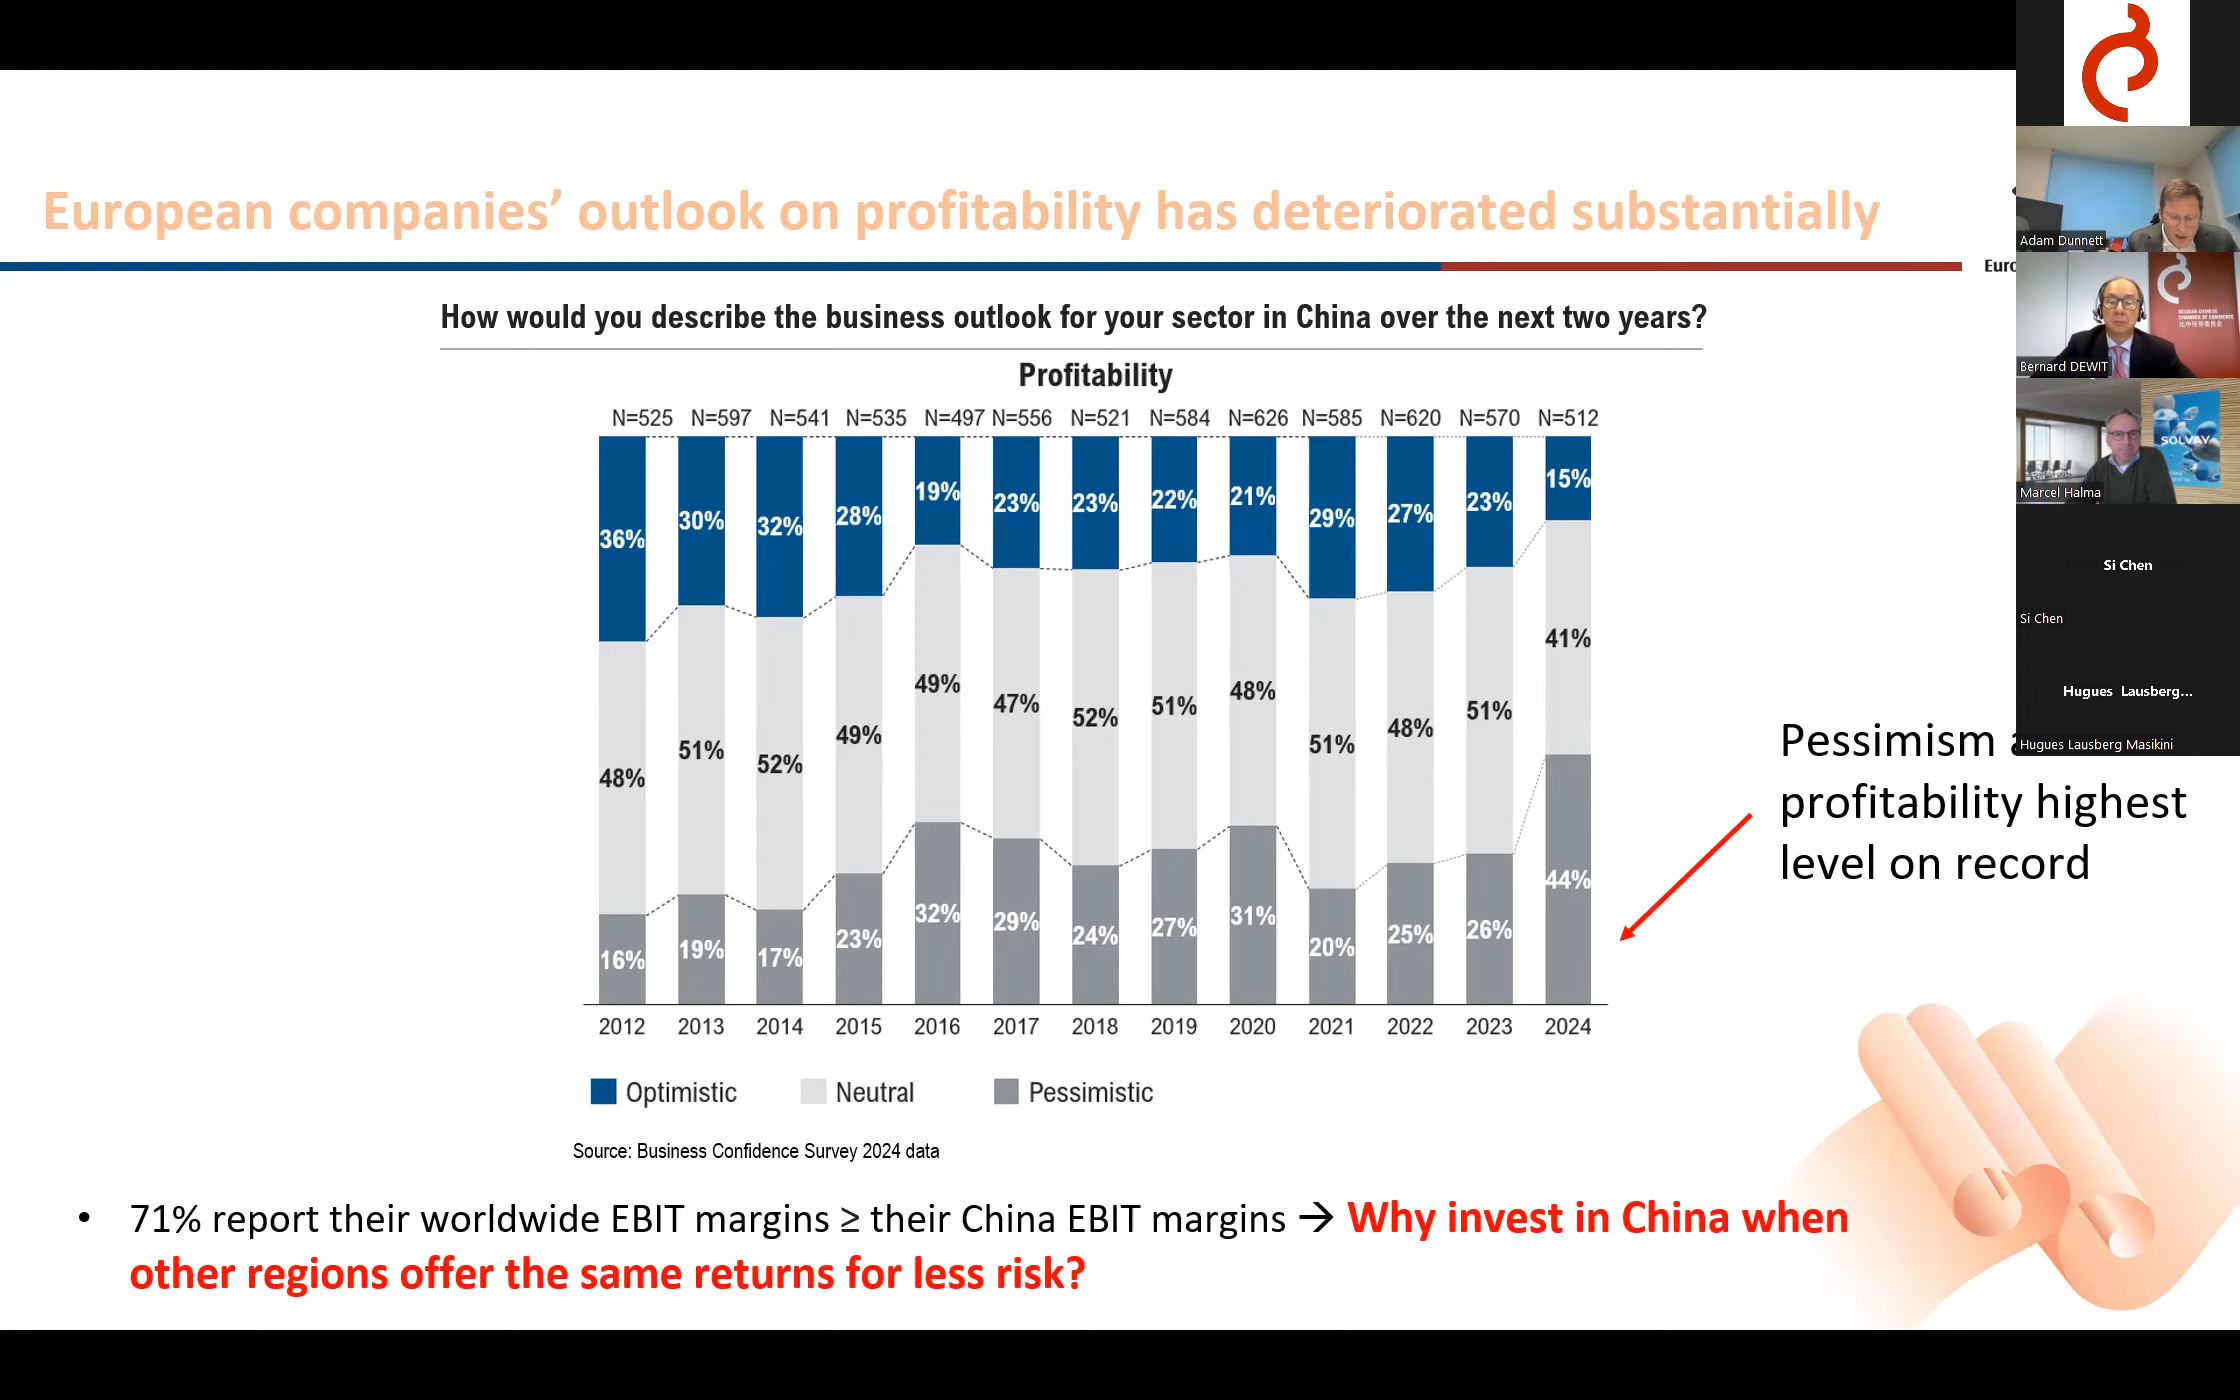 European companies’ outlook on profitability has deteriorated substantially
Euro
How would you describe the business outlook for your sector in China over the next two years?
Profitability
N=525 N=597 N=541 N=535 N=497 N=556 N=521 N=584 N=626 N=585 N=620 N=570 N=512
36% 30% 32% 28% 19% 23% 23% 22% 21% 29% 27% 23% 15%
48% 51% 52% 49% 49% 47% 52% 51% 48% 51% 48% 51% 41%
16% 19% 17% 23% 32% 29% 24% 27% 31% 20% 25% 26% 44%
2012 2013 2014 2015 2016 2017 2018 2019 2020 2021 2022 2023 2024
Optimistic Neutral Pessimistic
Source: Business Confidence Survey 2024 data
Pessimism
profitability highest
level on record
• 71% report their worldwide EBIT margins ≥ their China EBIT margins → Why invest in China when
other regions offer the same returns for less risk?
Adam Dunnett
BELGIAN CHINESE
CHAMBER OF COMMERCE
Bernard DEWIT
SOLVAY
Marcel Halma
Si Chen
Si Chen
Hugues Lausberg...
Hugues Lausberg Masikini